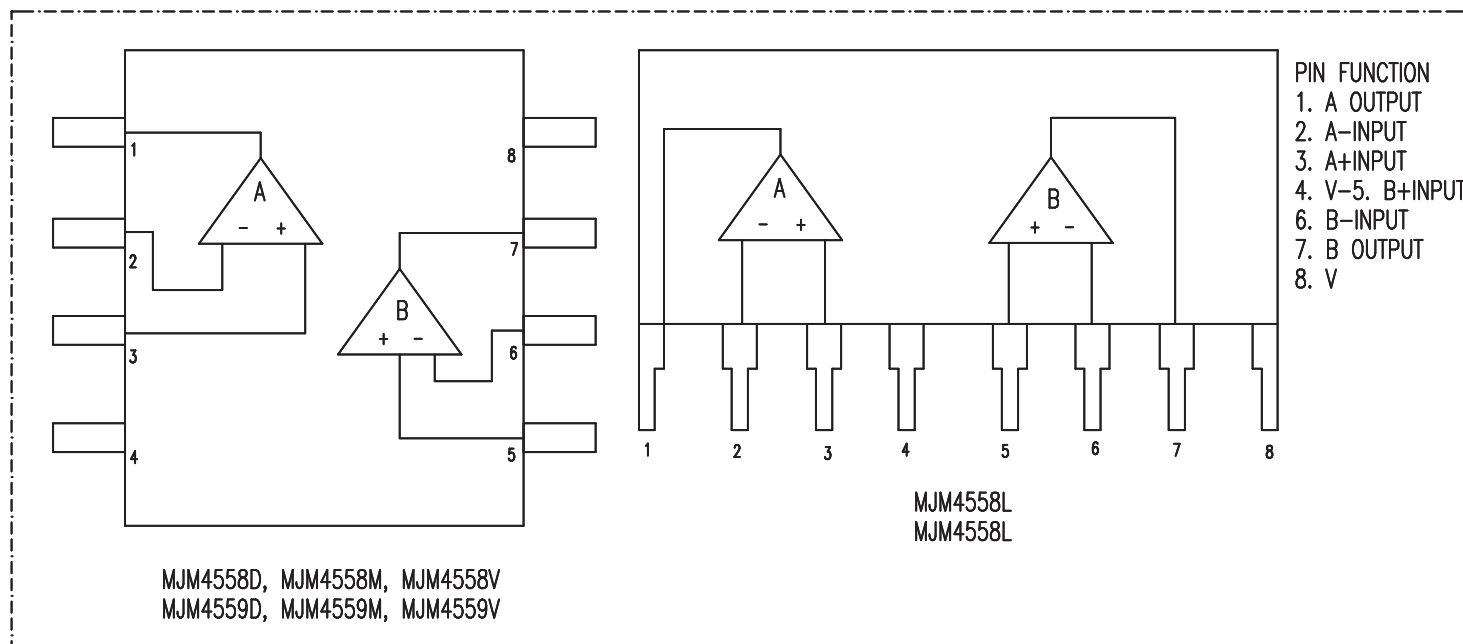 1
2
3
4
8
7
6
5
A
- +
B
+ -
MJM4558D, MJM4558M, MJM4558V
MJM4559D, MJM4559M, MJM4559V
A
- +
B
+ -
1 2 3 4 5 6 7 8
MJM4558L
MJM4558L
PIN FUNCTION
1. A OUTPUT
2. A-INPUT
3. A+INPUT
4. V-5. B+INPUT
6. B-INPUT
7. B OUTPUT
8. V